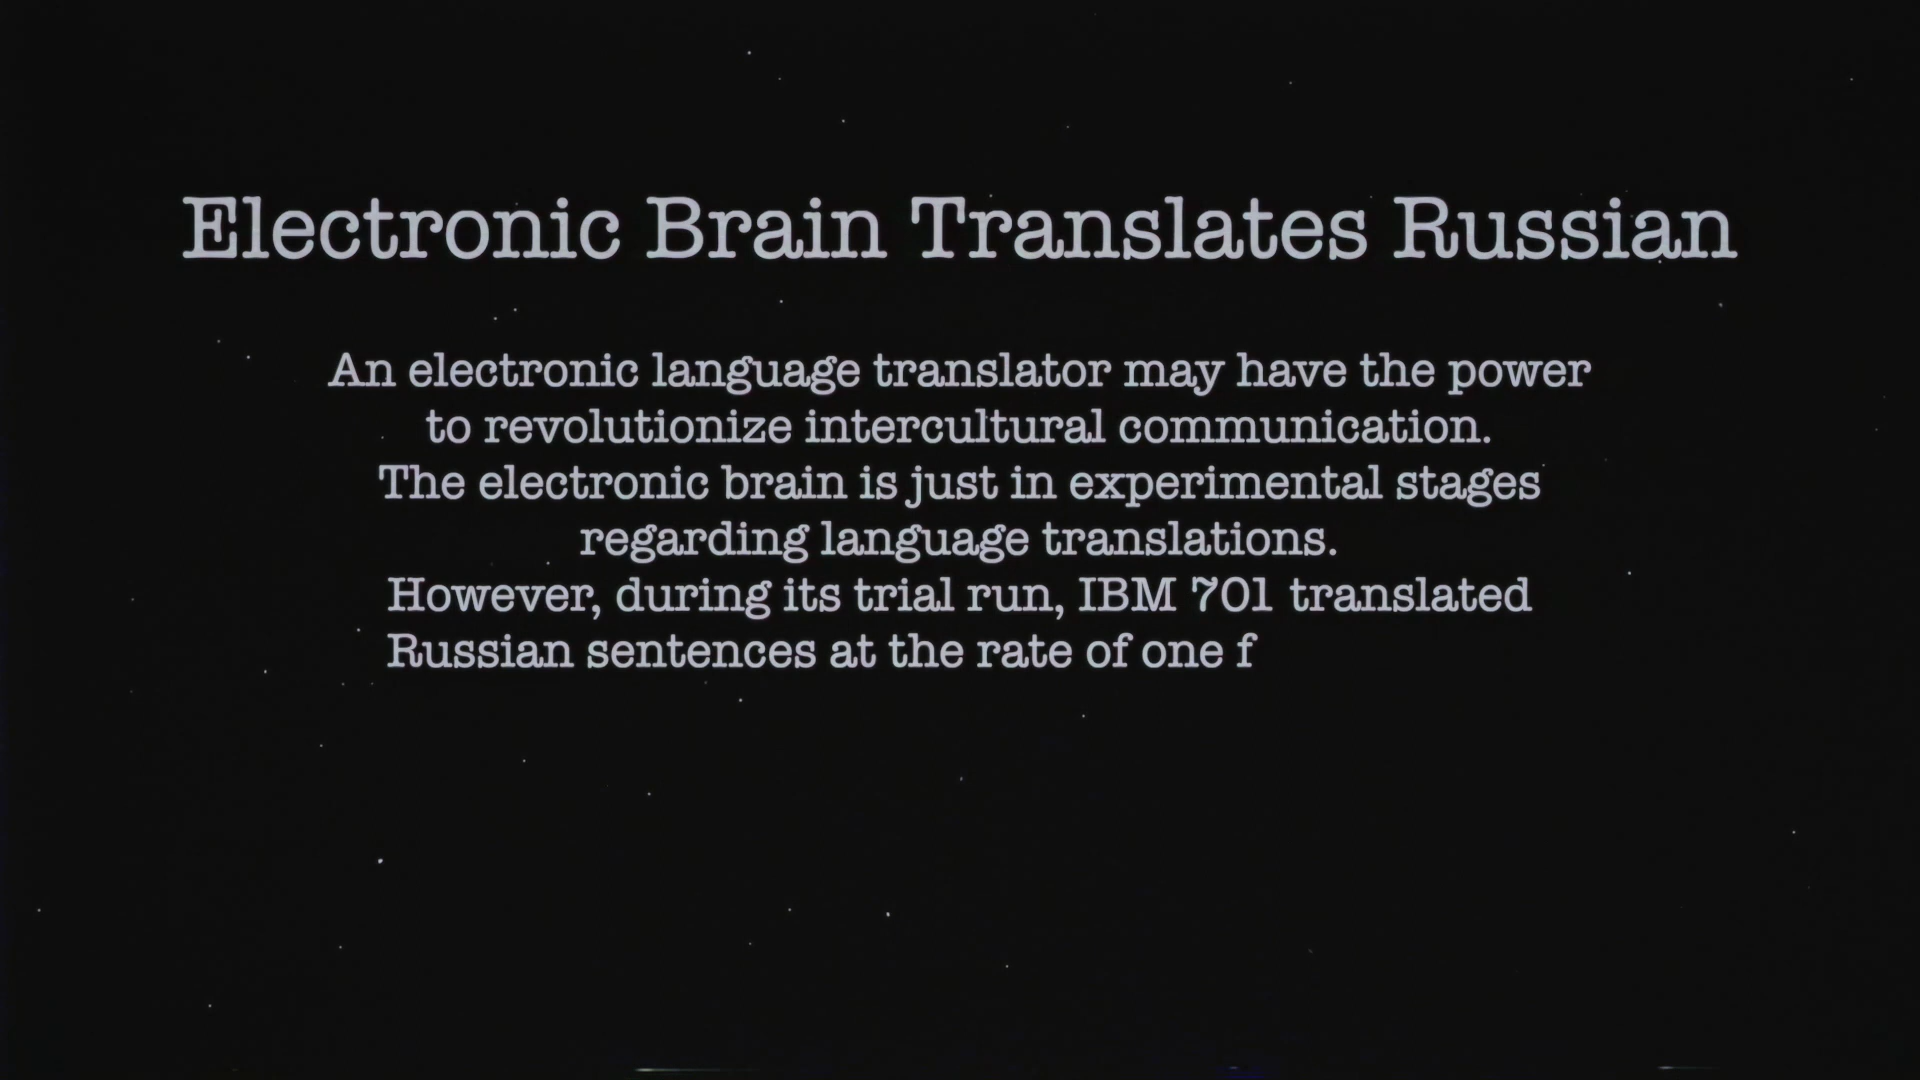 Electronic Brain Translates Russian
An electronic language translator may have the power
to revolutionize intercultural communication.
The electronic brain is just in experimental stages
regarding language translations.
However, during its trial run, IBM 701 translated
Russian sentences at the rate of one f